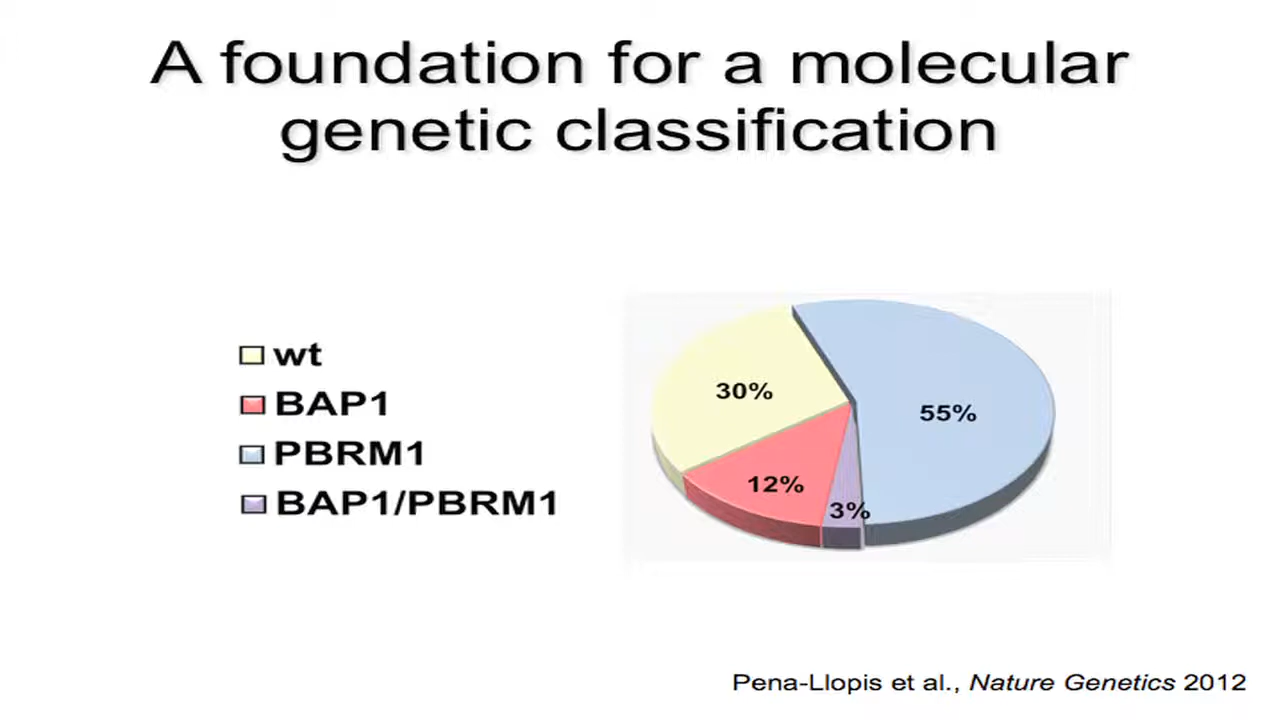 A foundation for a molecular
genetic classification
wt
BAP1
PBRM1
BAP1/PBRM1
30%
55%
12%
3%
Pena-Llopis et al., Nature Genetics 2012